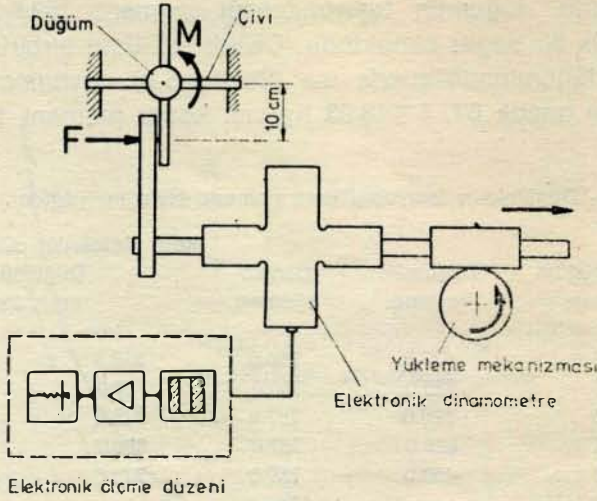 Düğüm
Çivi
M
10 cm
F
Yükleme mekanizması
Elektronik dinamometre
Elektronik ölçme düzeni